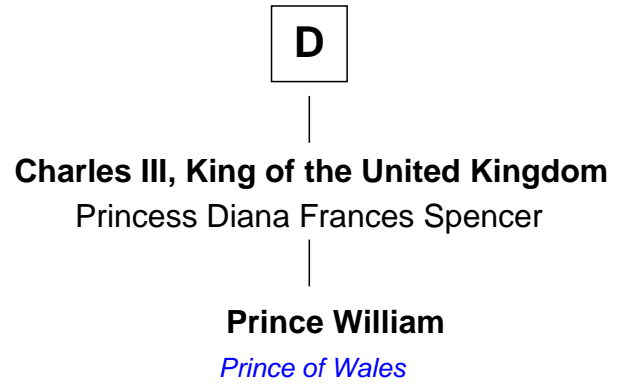 D
Charles III, King of the United Kingdom
Princess Diana Frances Spencer
Prince William
Prince of Wales